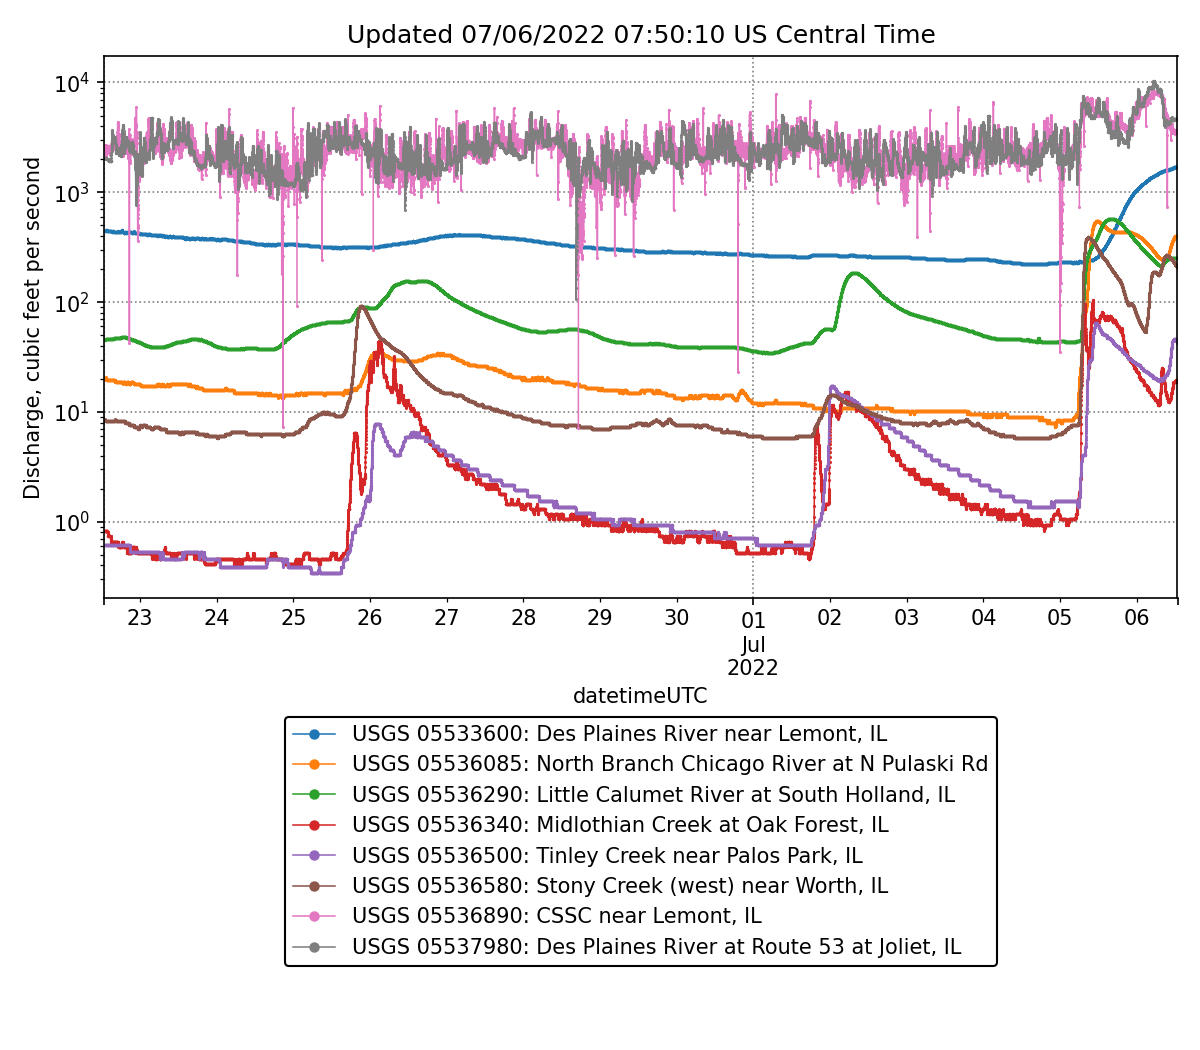 Updated 07/06/2022 07:50:10 US Central Time
Discharge, cubic feet per second
10⁴
10³
10²
10¹
10⁰
23 24 25 26 27 28 29 30 01 02 03 04 05 06
Jul
2022
datetimeUTC
USGS 05533600: Des Plaines River near Lemont, IL
USGS 05536085: North Branch Chicago River at N Pulaski Rd
USGS 05536290: Little Calumet River at South Holland, IL
USGS 05536340: Midlothian Creek at Oak Forest, IL
USGS 05536500: Tinley Creek near Palos Park, IL
USGS 05536580: Stony Creek (west) near Worth, IL
USGS 05536890: CSSC near Lemont, IL
USGS 05537980: Des Plaines River at Route 53 at Joliet, IL